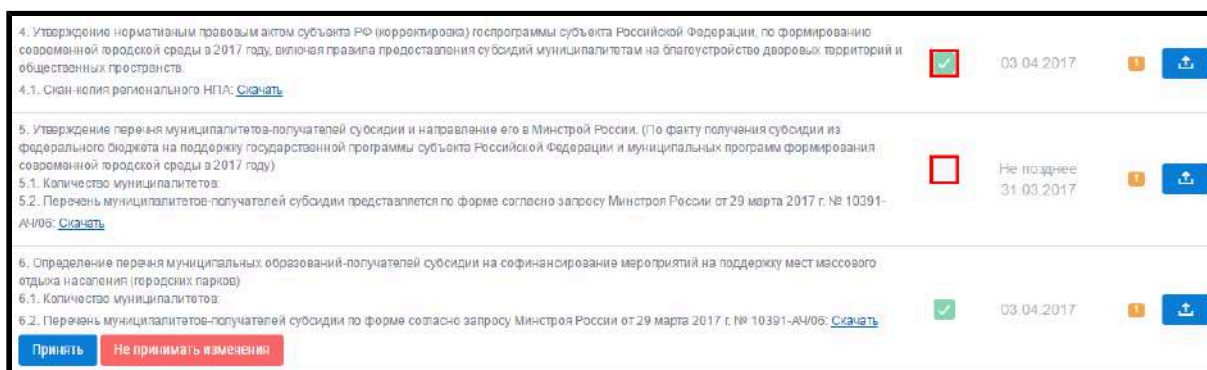 4. Утверждение нормативным правовым актом субъекта РФ (корректировка) госпрограммы субъекта Российской Федерации, по формированию
современной городской среды в 2017 году, включая правила предоставления субсидий муниципалитетам на благоустройство дворовых территорий и
общественных пространств.
03.04.2017
1
4.1. Скан-копия регионального НПА: Скачать
5. Утверждение перечня муниципалитетов-получателей субсидии и направление его в Минстрой России. (По факту получения субсидии из
федерального бюджета на поддержку государственной программы субъекта Российской Федерации и муниципальных программ формирования
современной городской среды в 2017 году)
Не позднее
31.03.2017
1
5.1. Количество муниципалитетов:
5.2. Перечень муниципалитетов-получателей субсидии представляется по форме согласно запросу Минстроя России от 29 марта 2017 г. № 10391-
АЧ/06: Скачать
6. Определение перечня муниципальных образований-получателей субсидии на софинансирование мероприятий на поддержку мест массового
отдыха населения (городских парков)
6.1. Количество муниципалитетов:
6.2. Перечень муниципалитетов-получателей субсидии по форме согласно запросу Минстроя России от 29 марта 2017 г. № 10391-АЧ/06: Скачать
03.04.2017
1
Принять
Не принимать изменения